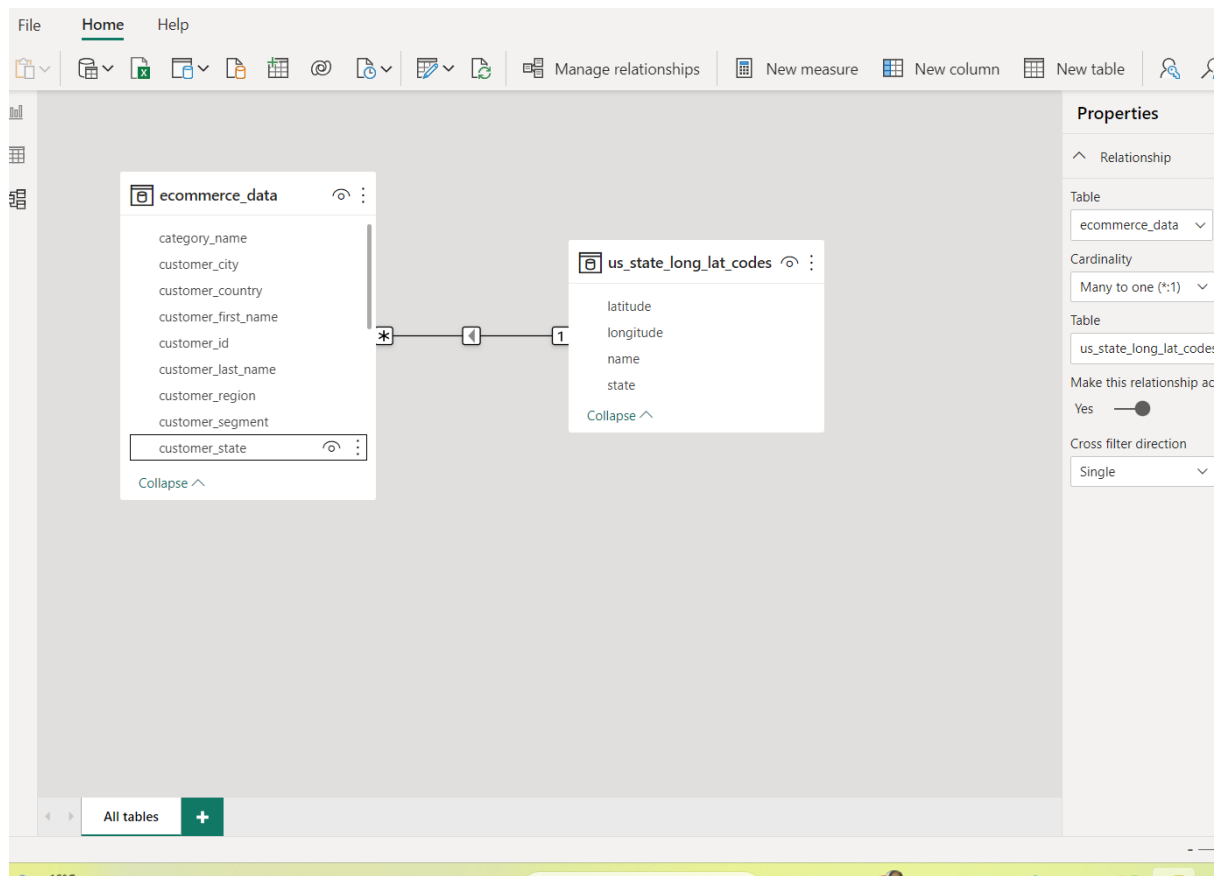 File Home Help
Manage relationships New measure New column New table
Properties
Relationship
Table
ecommerce_data
Cardinality
Many to one (*:1)
Table
us_state_long_lat_codes
Make this relationship ac
Yes
Cross filter direction
Single
ecommerce_data
category_name
customer_city
customer_country
customer_first_name
customer_id
customer_last_name
customer_region
customer_segment
customer_state
Collapse
*
1
us_state_long_lat_codes
latitude
longitude
name
state
Collapse
All tables